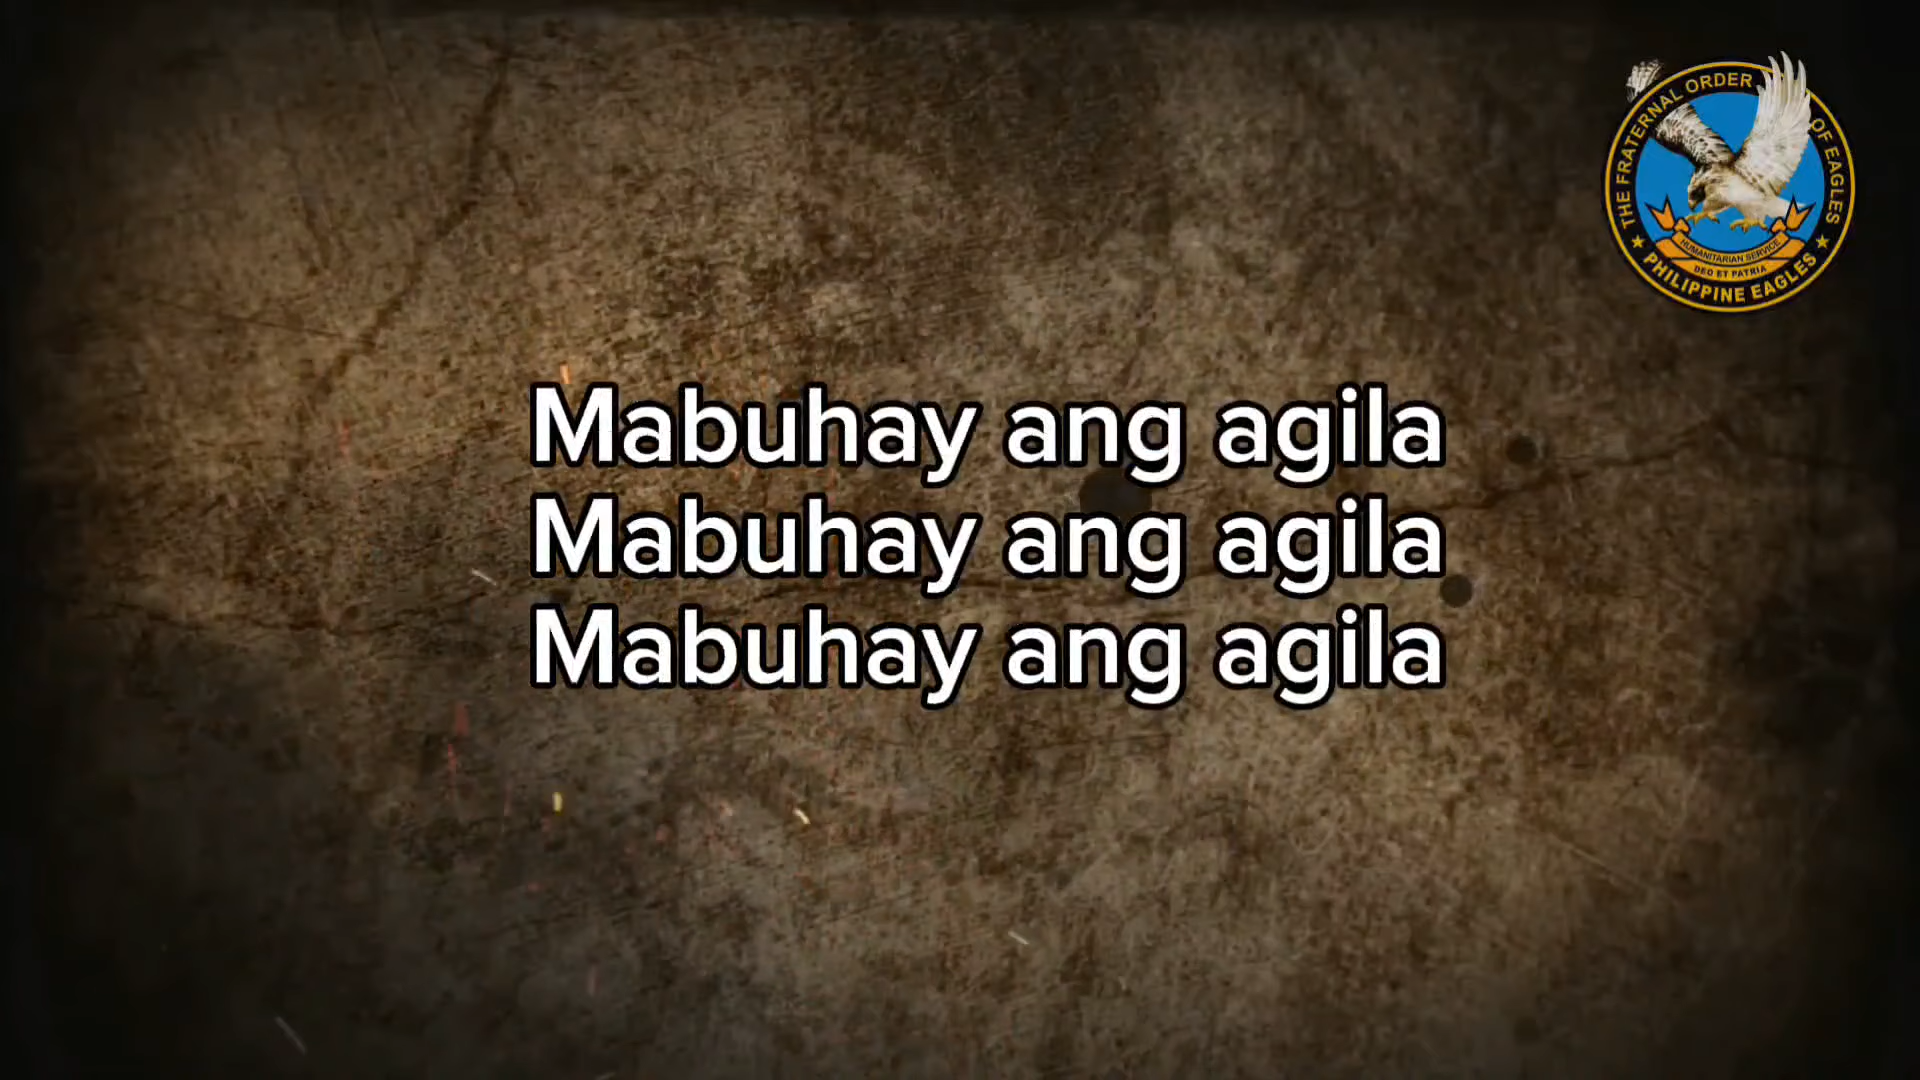 THE FRATERNAL ORDER OF EAGLES
HUMANITARIAN SERVICE
DEO ET PATRIA
★ PHILIPPINE EAGLES ★
Mabuhay ang agila
Mabuhay ang agila
Mabuhay ang agila